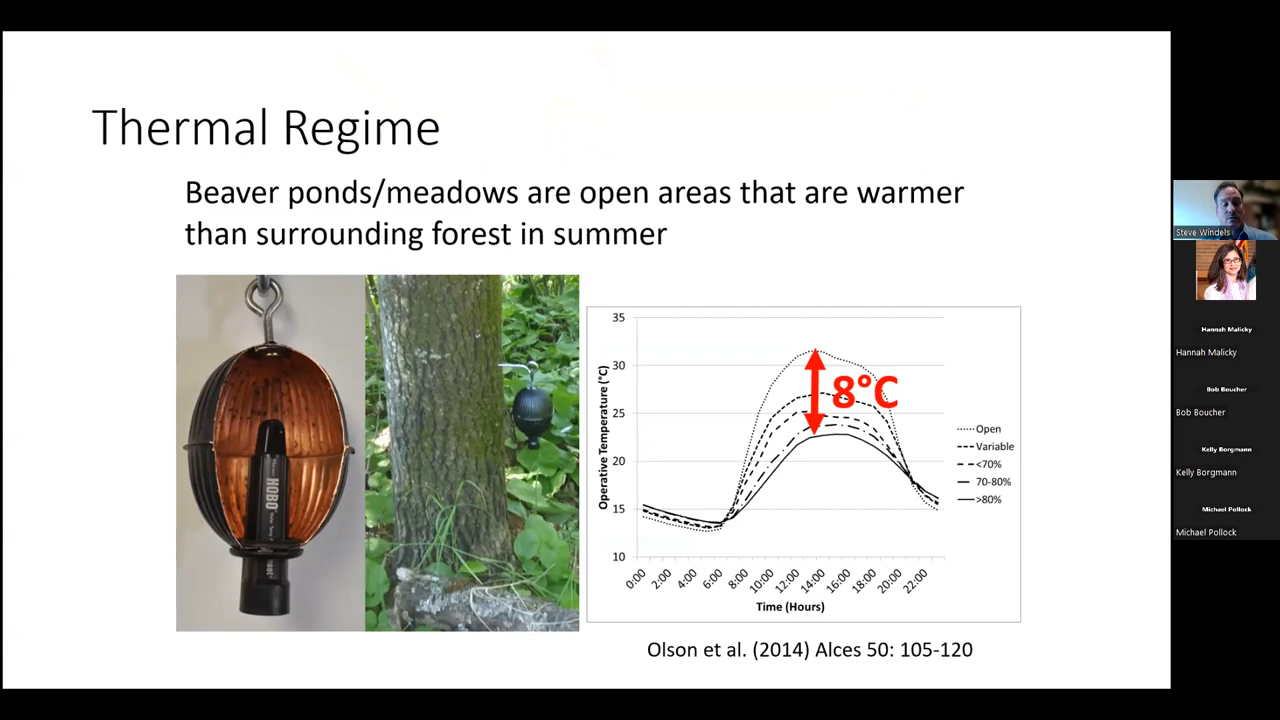 Thermal Regime
Beaver ponds/meadows are open areas that are warmer
than surrounding forest in summer
HOBO
Operative Temperature (°C)
35
30
25
20
15
10
8°C
Open
Variable
<70%
70-80%
>80%
0:00
2:00
4:00
6:00
8:00
10:00
12:00
14:00
16:00
18:00
20:00
22:00
Time (Hours)
Olson et al. (2014) Alces 50: 105-120
Steve Windels
Hannah Malicky
Hannah Malicky
Bob Boucher
Bob Boucher
Kelly Borgmann
Kelly Borgmann
Michael Pollock
Michael Pollock